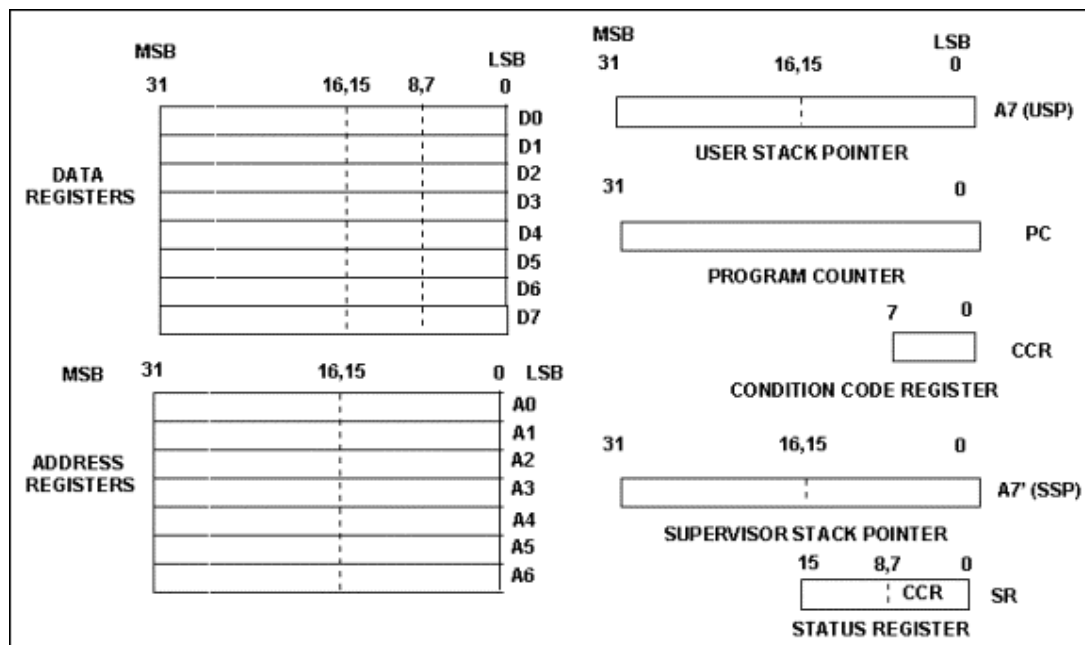 MSB LSB
31 16,15 8,7 0
DATA
REGISTERS
D0
D1
D2
D3
D4
D5
D6
D7
MSB 31 16,15 0 LSB
ADDRESS
REGISTERS
A0
A1
A2
A3
A4
A5
A6
MSB LSB
31 16,15 0
A7 (USP)
USER STACK POINTER
31 0
PC
PROGRAM COUNTER
7 0
CCR
CONDITION CODE REGISTER
31 16,15 0
A7' (SSP)
SUPERVISOR STACK POINTER
15 8,7 0
CCR SR
STATUS REGISTER